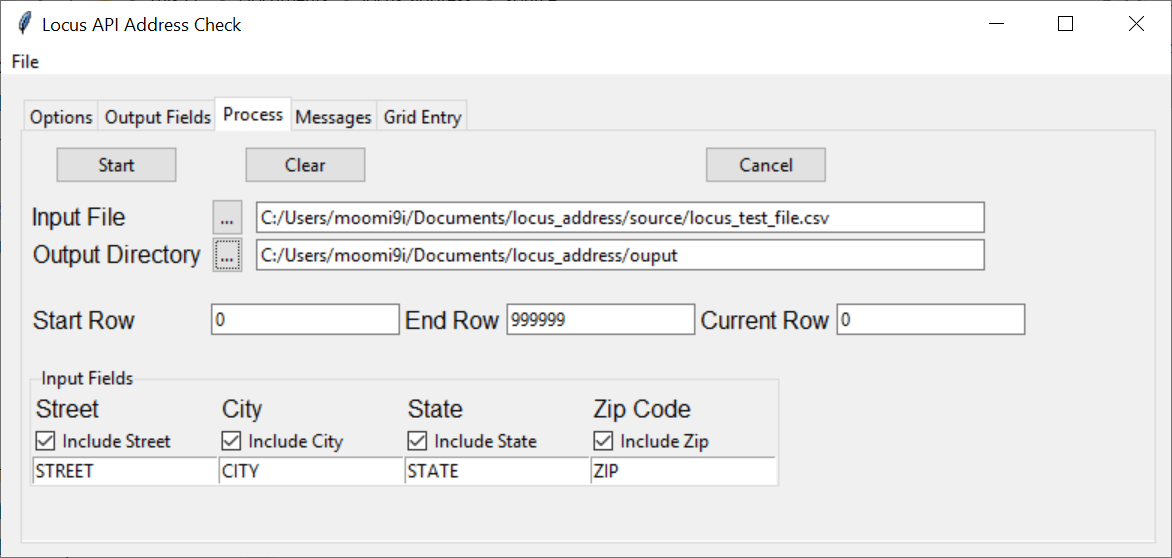 Locus API Address Check
File
Options Output Fields Process Messages Grid Entry
Start Clear Cancel
Input File ... C:/Users/moomi9i/Documents/locus_address/source/locus_test_file.csv
Output Directory ... C:/Users/moomi9i/Documents/locus_address/ouput
Start Row 0 End Row 999999 Current Row 0
Input Fields
Street City State Zip Code
Include Street Include City Include State Include Zip
STREET CITY STATE ZIP